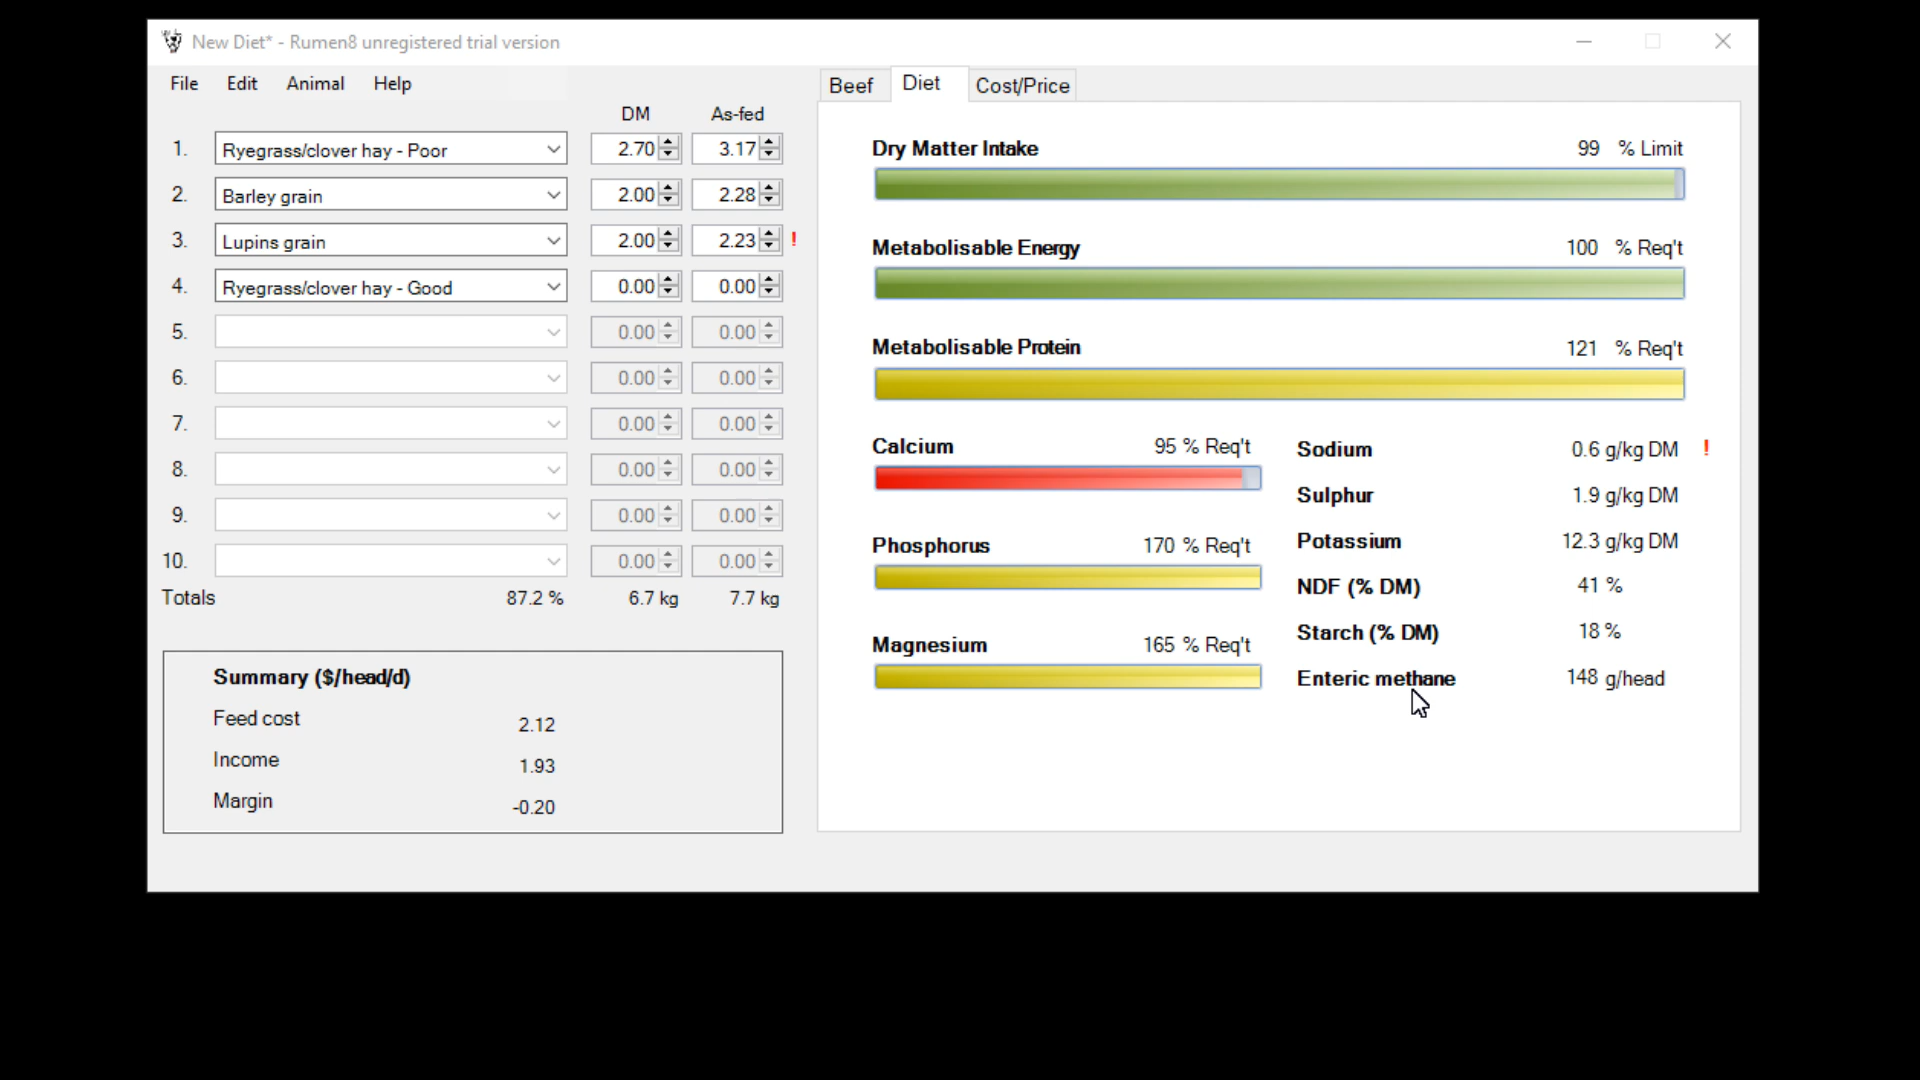 New Diet* - Rumen8 unregistered trial version
File Edit Animal Help
DM As-fed
1. Ryegrass/clover hay - Poor 2.70 3.17
2. Barley grain 2.00 2.28
3. Lupins grain 2.00 2.23 !
4. Ryegrass/clover hay - Good 0.00 0.00
5. 0.00 0.00
6. 0.00 0.00
7. 0.00 0.00
8. 0.00 0.00
9. 0.00 0.00
10. 0.00 0.00
Totals 87.2 % 6.7 kg 7.7 kg
Summary ($/head/d)
Feed cost 2.12
Income 1.93
Margin -0.20
Beef Diet Cost/Price
Dry Matter Intake 99 % Limit
Metabolisable Energy 100 % Req't
Metabolisable Protein 121 % Req't
Calcium 95 % Req't
Phosphorus 170 % Req't
Magnesium 165 % Req't
Sodium 0.6 g/kg DM !
Sulphur 1.9 g/kg DM
Potassium 12.3 g/kg DM
NDF (% DM) 41 %
Starch (% DM) 18 %
Enteric methane 148 g/head